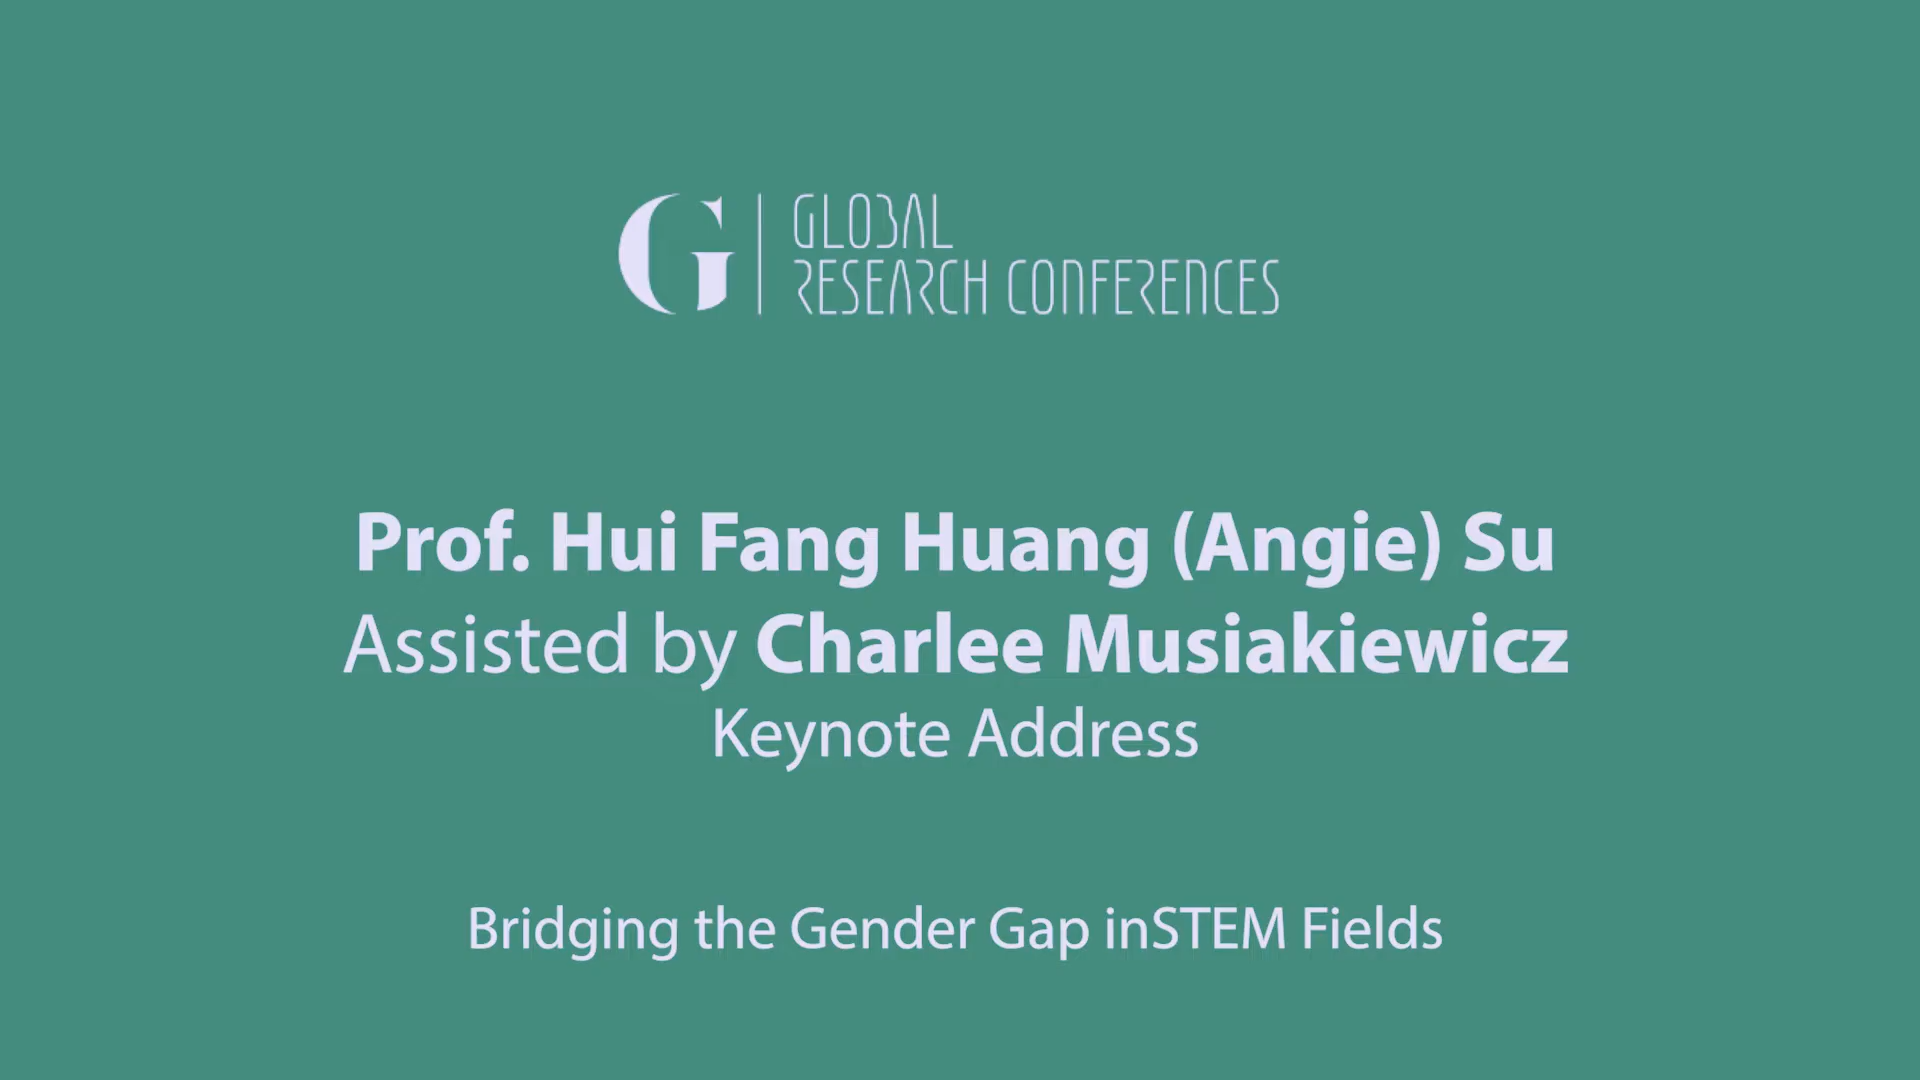 G
GLOBAL
RESEARCH CONFERENCES
Prof. Hui Fang Huang (Angie) Su
Assisted by Charlee Musiakiewicz
Keynote Address
Bridging the Gender Gap inSTEM Fields